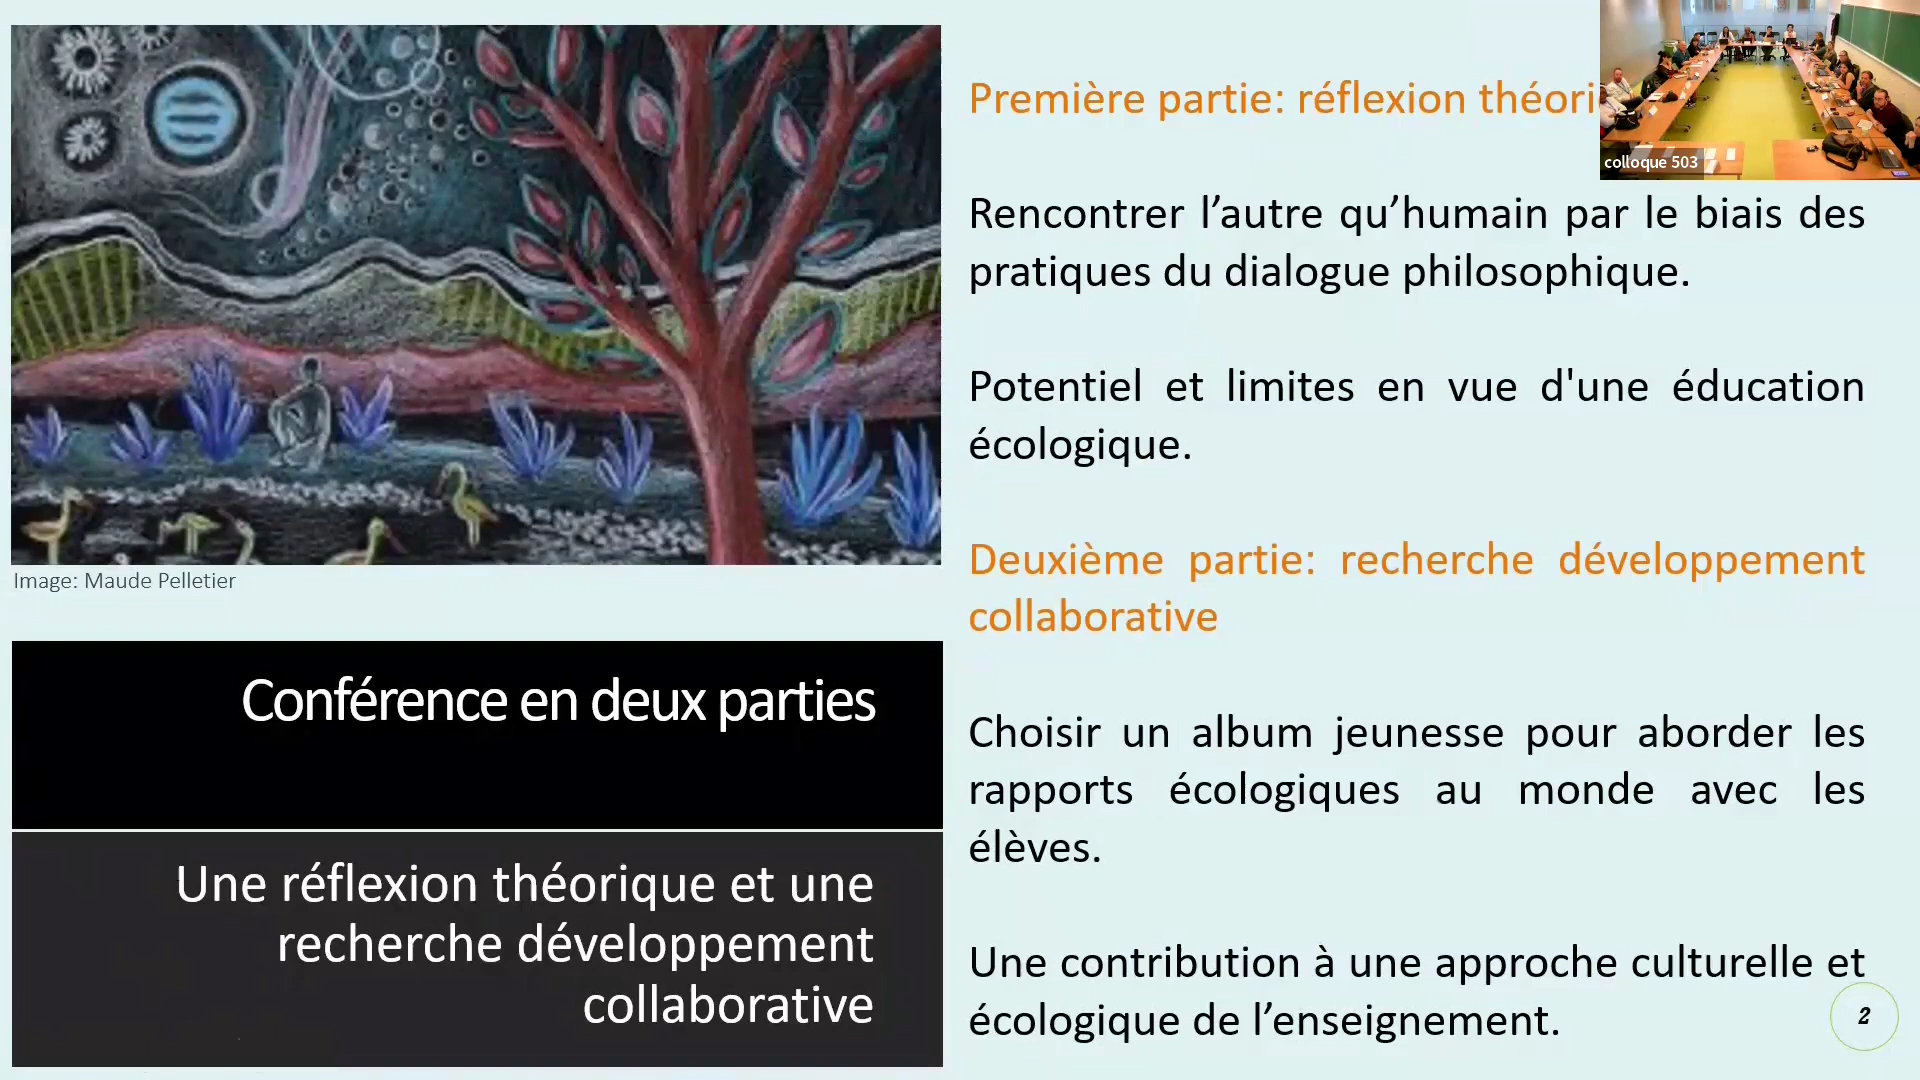 Première partie: réflexion théori
colloque 503
Rencontrer l’autre qu’humain par le biais des
pratiques du dialogue philosophique.
Potentiel et limites en vue d'une éducation
écologique.
Deuxième partie: recherche développement
collaborative
Choisir un album jeunesse pour aborder les
rapports écologiques au monde avec les
élèves.
Une contribution à une approche culturelle et
écologique de l’enseignement.
Image: Maude Pelletier
Conférence en deux parties
Une réflexion théorique et une
recherche développement
collaborative
2